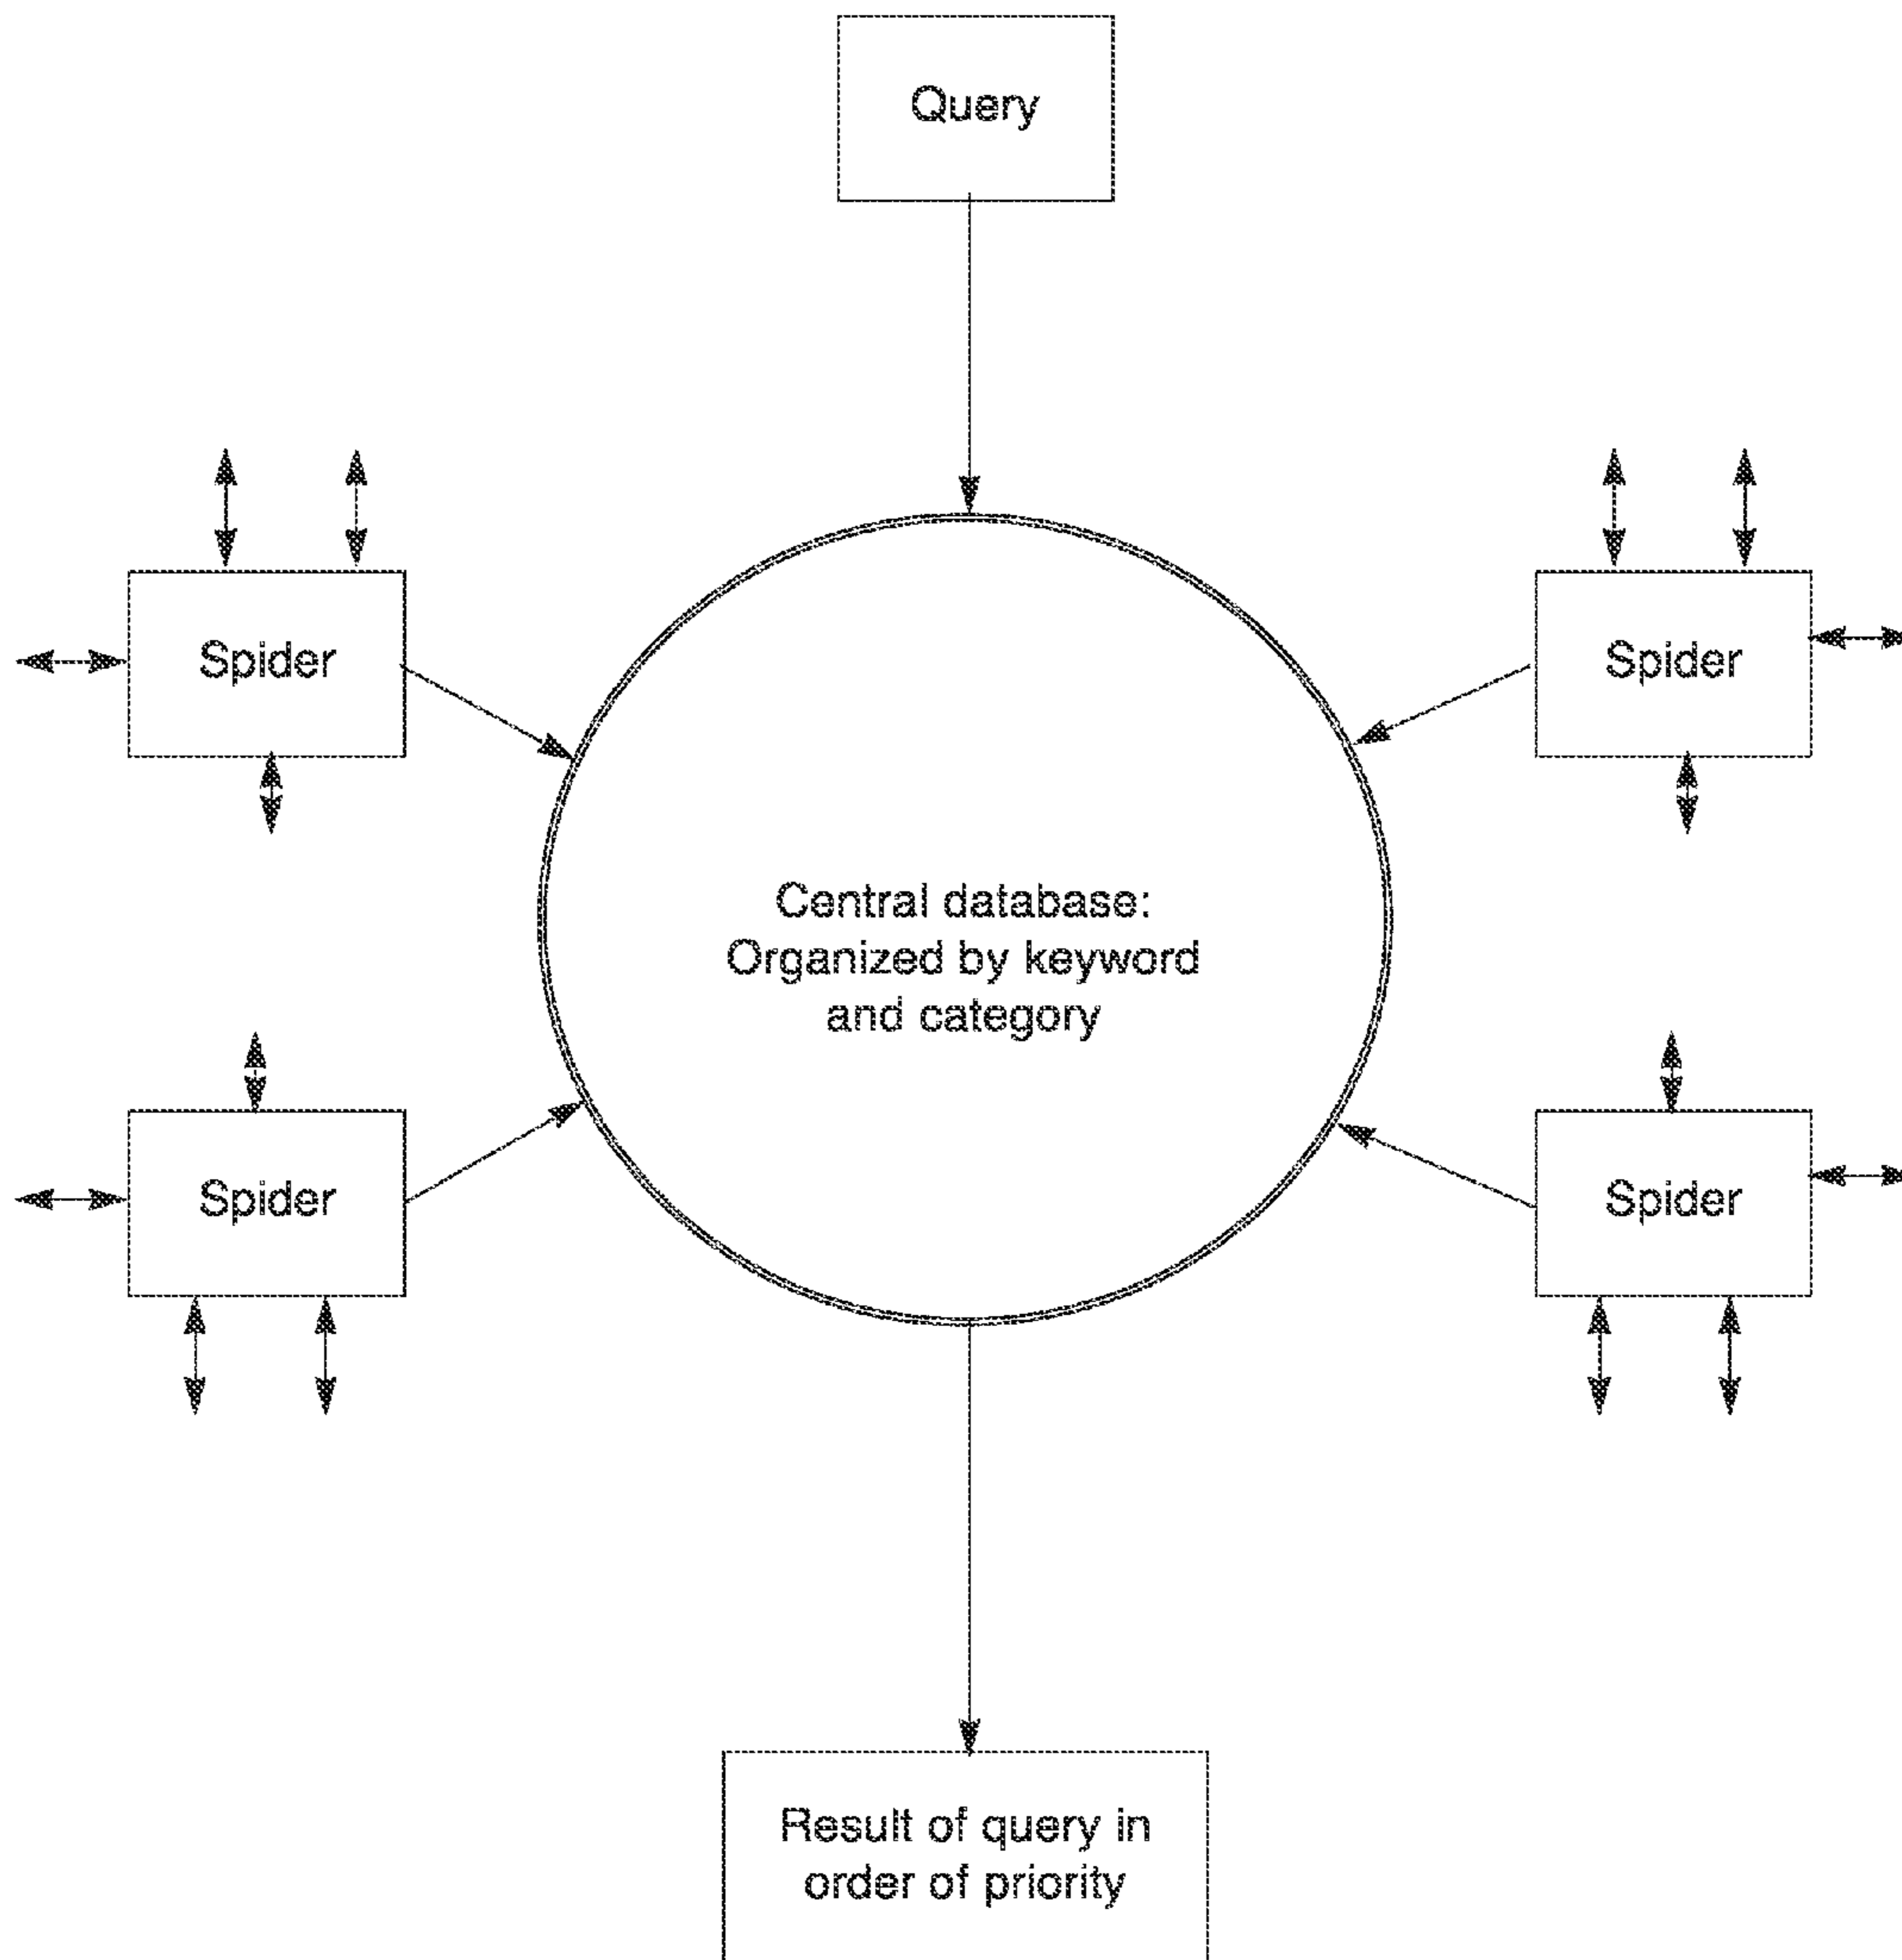 Query
Spider
Spider
Central database:
Organized by keyword
and category
Spider
Spider
Result of query in
order of priority